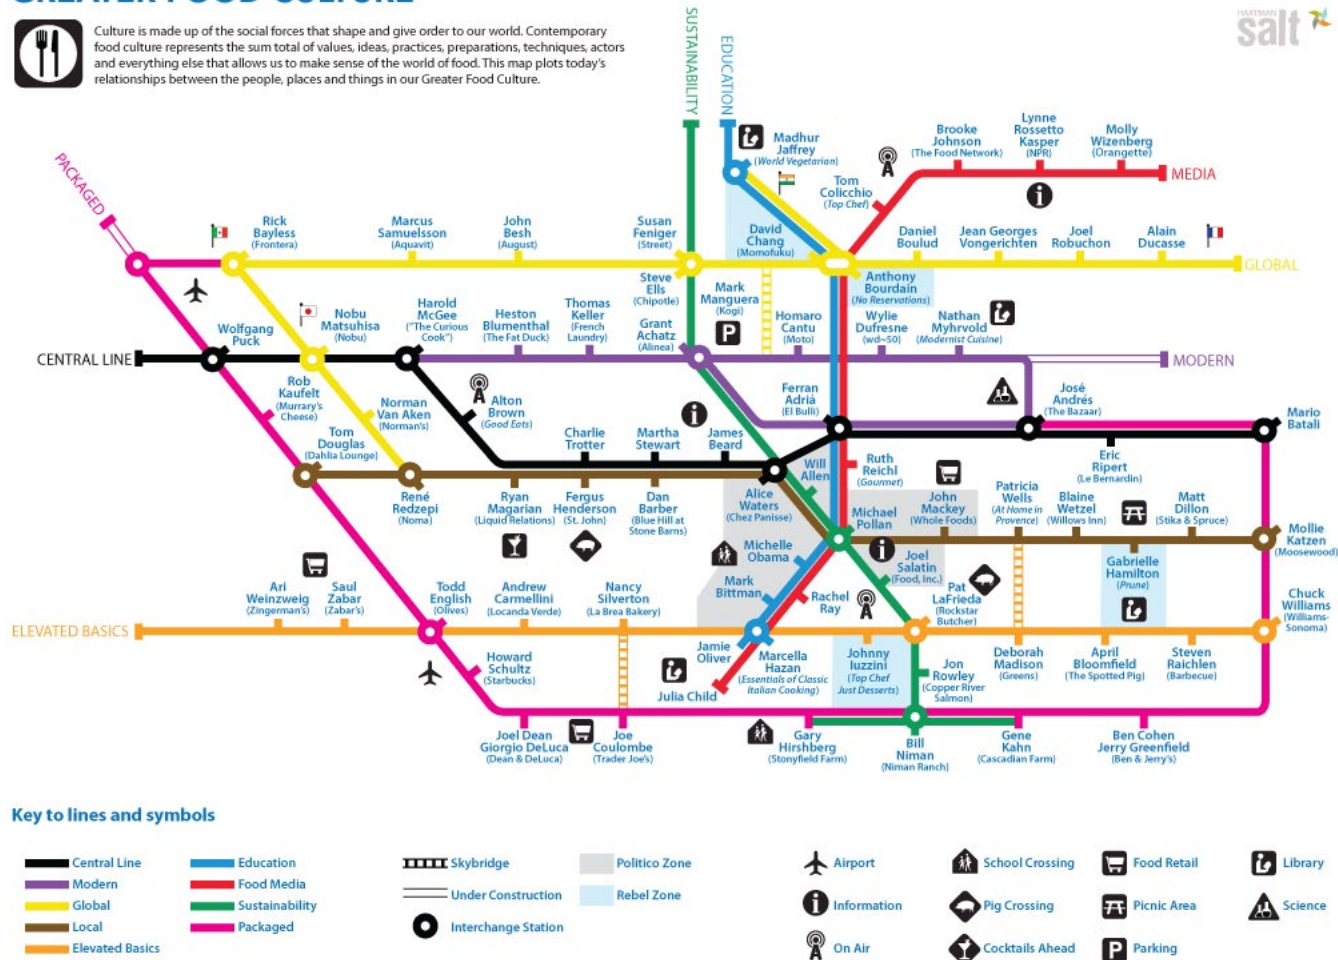 GREATER FOOD CULTURE
Culture is made up of the social forces that shape and give order to our world. Contemporary
food culture represents the sum total of values, ideas, practices, preparations, techniques, actors
and everything else that allows us to make sense of the world of food. This map plots today's
relationships between the people, places and things in our Greater Food Culture.
HARTMAN
salt
SUSTAINABILITY
EDUCATION
PACKAGED
Madhur
Jaffrey
(World Vegetarian)
Tom
Colicchio
(Top Chef)
Brooke
Johnson
(The Food Network)
Lynne
Rossetto
Kasper
(NPR)
Molly
Wizenberg
(Orangette)
MEDIA
Rick
Bayless
(Frontera)
Marcus
Samuelsson
(Aquavit)
John
Besh
(August)
Susan
Feniger
(Street)
David
Chang
(Momofuku)
Daniel
Boulud
Jean Georges
Vongerichten
Joel
Robuchon
Alain
Ducasse
GLOBAL
Steve
Ells
(Chipotle)
Anthony
Bourdain
(No Reservations)
Wolfgang
Puck
Nobu
Matsuhisa
(Nobu)
Harold
McGee
("The Curious
Cook")
Heston
Blumenthal
(The Fat Duck)
Thomas
Keller
(French
Laundry)
Grant
Achatz
(Alinea)
Mark
Manguera
(Kogi)
P
Homaro
Cantu
(Moto)
Wylie
Dufresne
(wd~50)
Nathan
Myhrvold
(Modernist Cuisine)
CENTRAL LINE
MODERN
Rob
Kaufelt
(Murrary's
Cheese)
Norman
Van Aken
(Norman's)
Alton
Brown
(Good Eats)
Ferran
Adriá
(El Bulli)
José
Andrés
(The Bazaar)
Mario
Batali
Tom
Douglas
(Dahlia Lounge)
Charlie
Trotter
Martha
Stewart
James
Beard
Will
Allen
Ruth
Reichl
(Gourmet)
Eric
Ripert
(Le Bernardin)
René
Redzepi
(Noma)
Ryan
Magarian
(Liquid Relations)
Fergus
Henderson
(St. John)
Dan
Barber
(Blue Hill at
Stone Barns)
Alice
Waters
(Chez Panisse)
Michael
Pollan
John
Mackey
(Whole Foods)
Patricia
Wells
(At Home in
Provence)
Blaine
Wetzel
(Willows Inn)
Matt
Dillon
(Sitka & Spruce)
Mollie
Katzen
(Moosewood)
Michelle
Obama
Joel
Salatin
(Food, Inc.)
Gabrielle
Hamilton
(Prune)
Ari
Weinzweig
(Zingerman's)
Saul
Zabar
(Zabar's)
Todd
English
(Olives)
Andrew
Carmellini
(Locanda Verde)
Nancy
Silverton
(La Brea Bakery)
Mark
Bittman
Rachel
Ray
Pat
LaFrieda
(Rockstar
Butcher)
Chuck
Williams
(Williams-
Sonoma)
ELEVATED BASICS
Howard
Schultz
(Starbucks)
Jamie
Oliver
Julia Child
Marcella
Hazan
(Essentials of Classic
Italian Cooking)
Johnny
Iuzzini
(Top Chef
Just Desserts)
Jon
Rowley
(Copper River
Salmon)
Deborah
Madison
(Greens)
April
Bloomfield
(The Spotted Pig)
Steven
Raichlen
(Barbecue)
Joel Dean
Giorgio DeLuca
(Dean & DeLuca)
Joe
Coulombe
(Trader Joe's)
Gary
Hirshberg
(Stonyfield Farm)
Bill
Niman
(Niman Ranch)
Gene
Kahn
(Cascadian Farm)
Ben Cohen
Jerry Greenfield
(Ben & Jerry's)
Key to lines and symbols
Central Line
Modern
Global
Local
Elevated Basics
Education
Food Media
Sustainability
Packaged
Skybridge
Under Construction
Interchange Station
Politico Zone
Rebel Zone
Airport
Information
On Air
School Crossing
Pig Crossing
Cocktails Ahead
Food Retail
Picnic Area
P
Parking
Library
Science